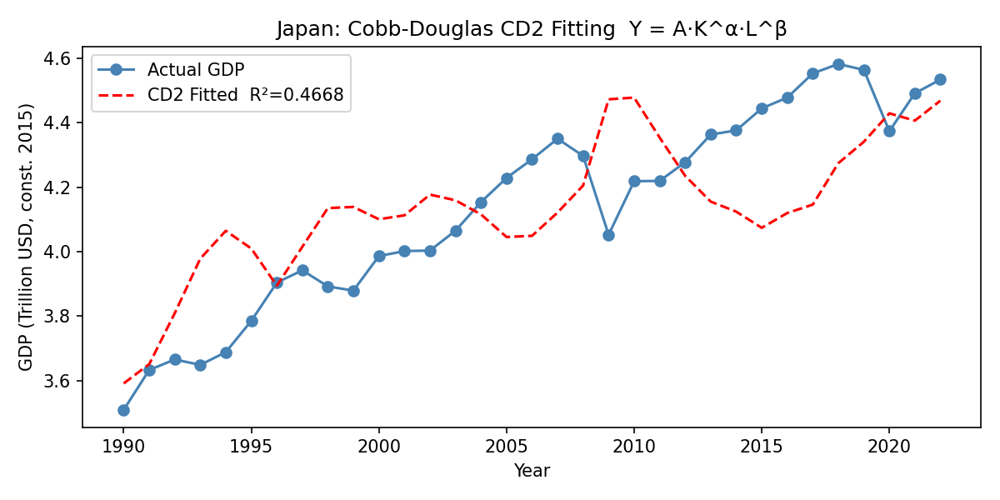 Japan: Cobb-Douglas CD2 Fitting  Y = A·K^α·L^β
Actual GDP
CD2 Fitted  R²=0.4668
GDP (Trillion USD, const. 2015)
4.6
4.4
4.2
4.0
3.8
3.6
1990 1995 2000 2005 2010 2015 2020
Year